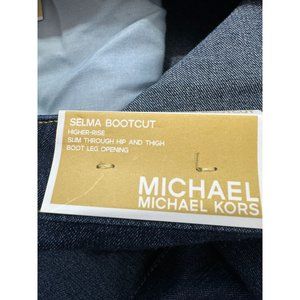 SELMA BOOTCUT
HIGHER-RISE
SLIM THROUGH HIP AND THIGH
BOOT LEG OPENING
MICHAEL
MICHAEL KORS